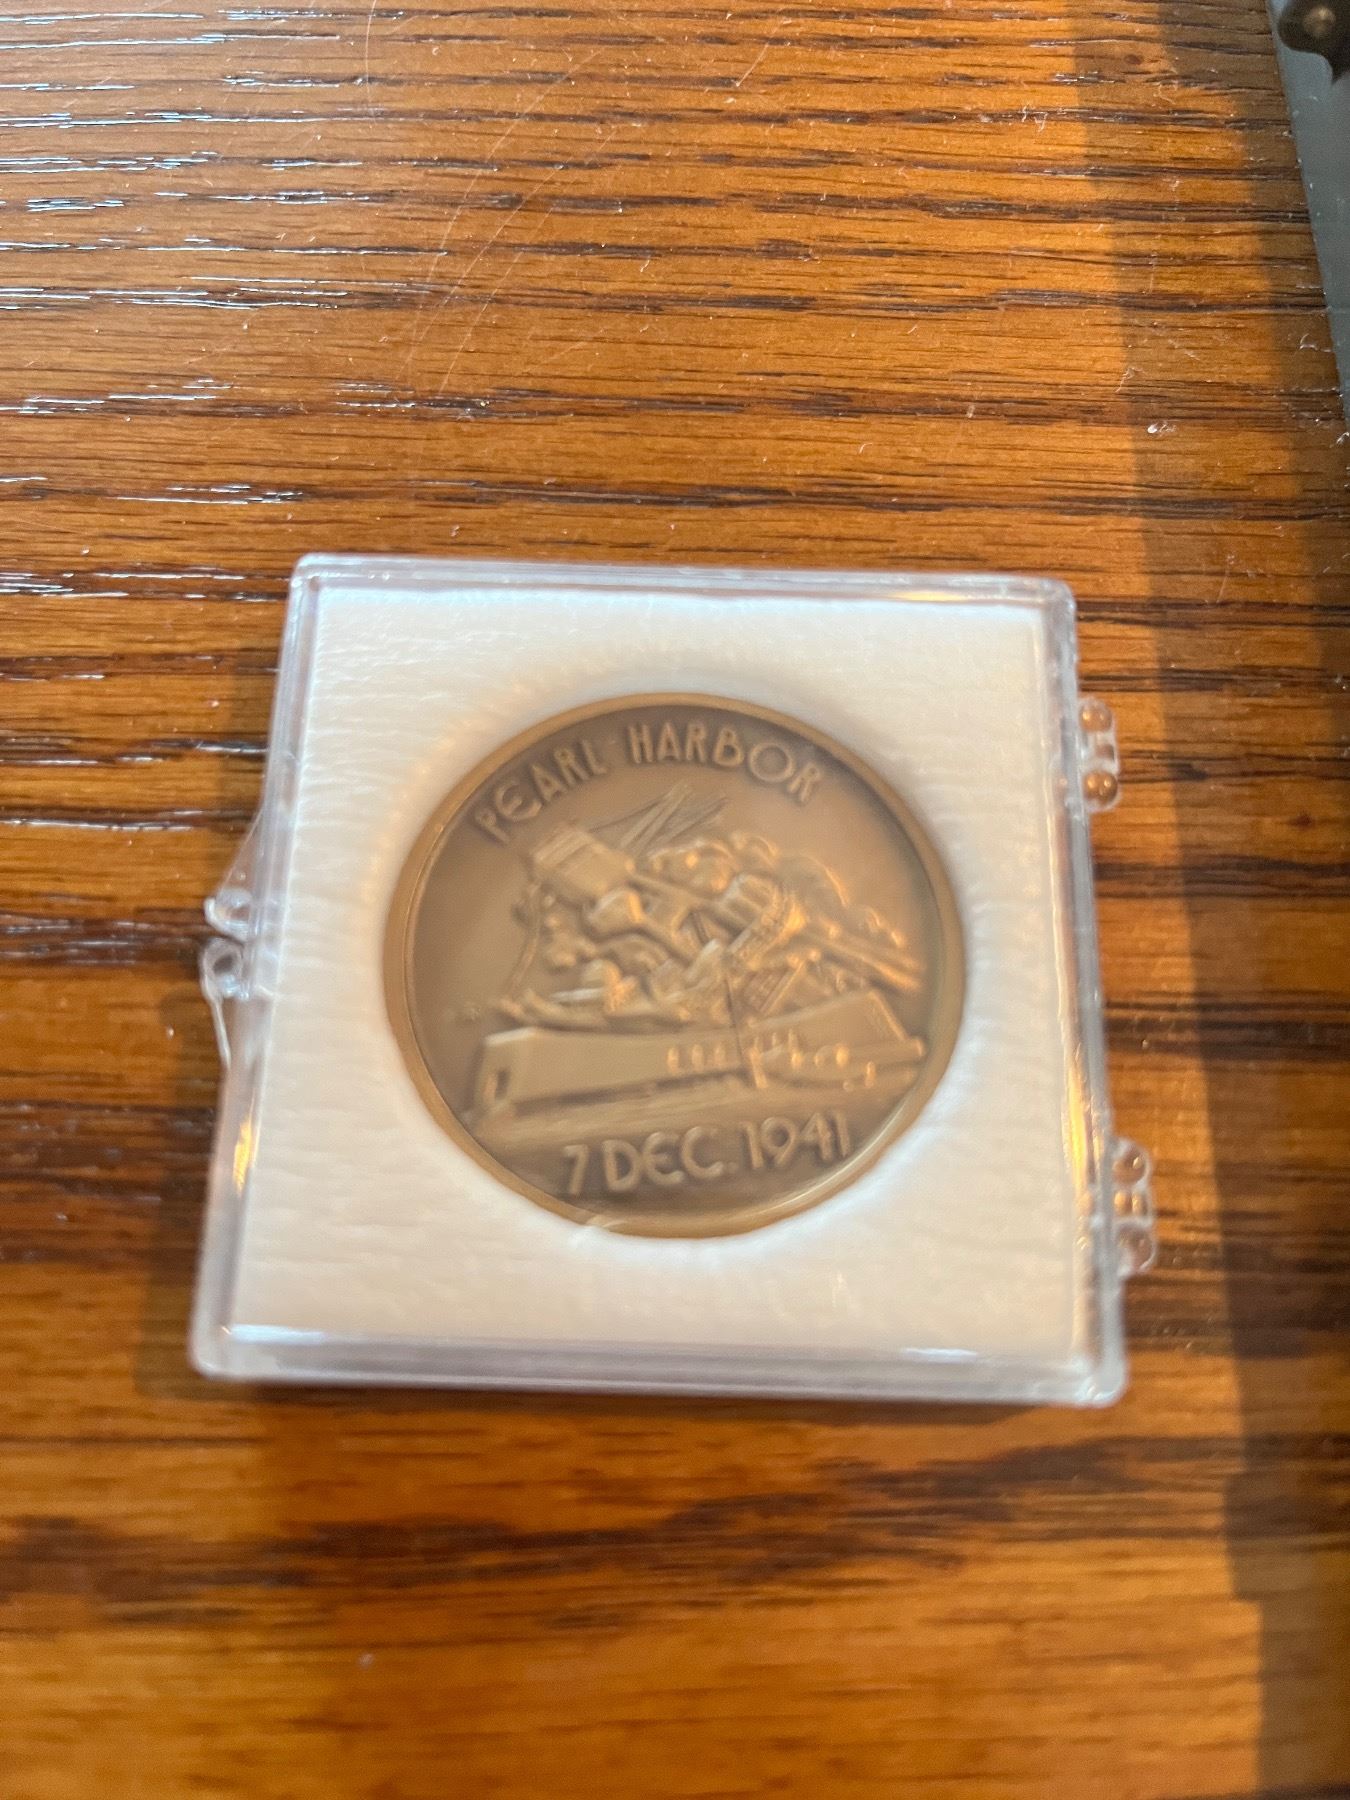 PEARL HARBOR
7 DEC. 1941